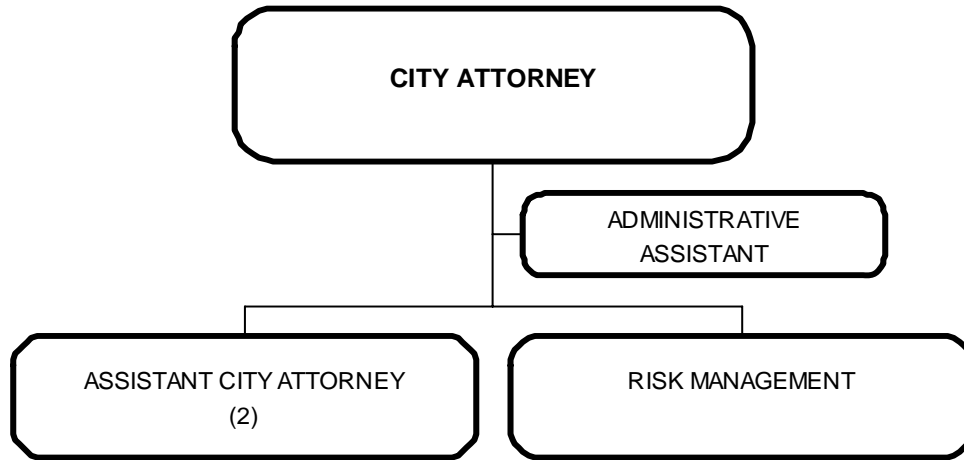 CITY ATTORNEY
ADMINISTRATIVE
ASSISTANT
ASSISTANT CITY ATTORNEY
(2)
RISK MANAGEMENT